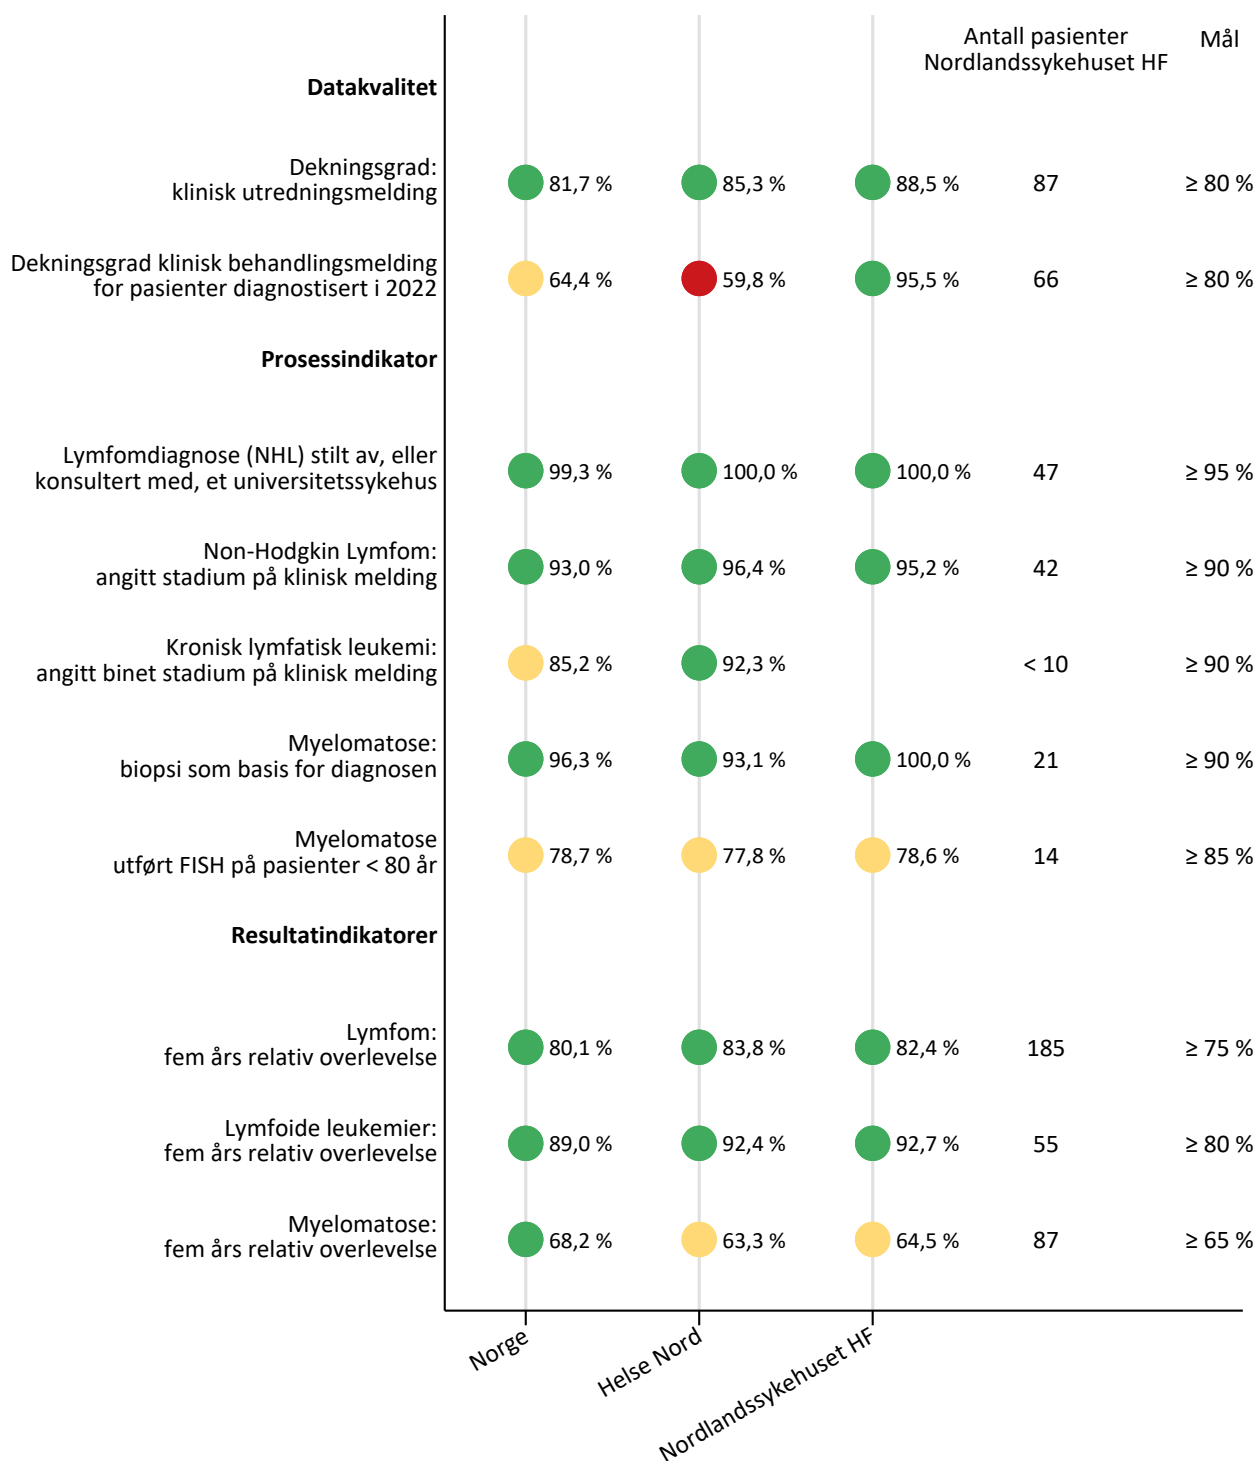 Antall pasienter
Nordlandssykehuset HF
Mål
Datakvalitet
Dekningsgrad:
klinisk utredningsmelding
81,7 %
85,3 %
88,5 %
87
≥ 80 %
Dekningsgrad klinisk behandlingsmelding
for pasienter diagnostisert i 2022
64,4 %
59,8 %
95,5 %
66
≥ 80 %
Prosessindikator
Lymfomdiagnose (NHL) stilt av, eller
konsultert med, et universitetssykehus
99,3 %
100,0 %
100,0 %
47
≥ 95 %
Non-Hodgkin Lymfom:
angitt stadium på klinisk melding
93,0 %
96,4 %
95,2 %
42
≥ 90 %
Kronisk lymfatisk leukemi:
angitt binet stadium på klinisk melding
85,2 %
92,3 %
< 10
≥ 90 %
Myelomatose:
biopsi som basis for diagnosen
96,3 %
93,1 %
100,0 %
21
≥ 90 %
Myelomatose
utført FISH på pasienter < 80 år
78,7 %
77,8 %
78,6 %
14
≥ 85 %
Resultatindikatorer
Lymfom:
fem års relativ overlevelse
80,1 %
83,8 %
82,4 %
185
≥ 75 %
Lymfoide leukemier:
fem års relativ overlevelse
89,0 %
92,4 %
92,7 %
55
≥ 80 %
Myelomatose:
fem års relativ overlevelse
68,2 %
63,3 %
64,5 %
87
≥ 65 %
Norge
Helse Nord
Nordlandssykehuset HF